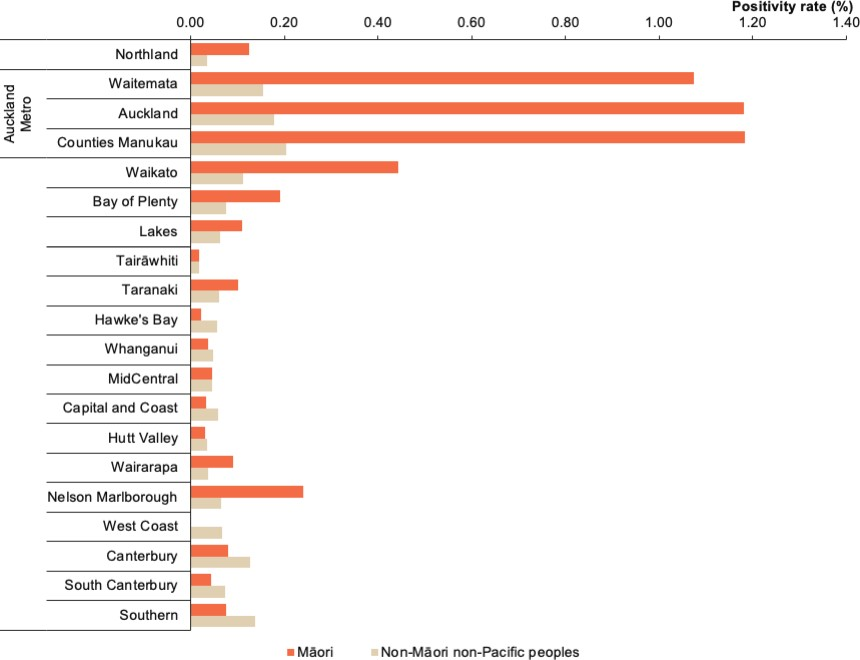 Positivity rate (%)
0.00 0.20 0.40 0.60 0.80 1.00 1.20 1.40
Northland
Auckland
Metro
Waitemata
Auckland
Counties Manukau
Waikato
Bay of Plenty
Lakes
Tairāwhiti
Taranaki
Hawke's Bay
Whanganui
MidCentral
Capital and Coast
Hutt Valley
Wairarapa
Nelson Marlborough
West Coast
Canterbury
South Canterbury
Southern
Māori Non-Māori non-Pacific peoples